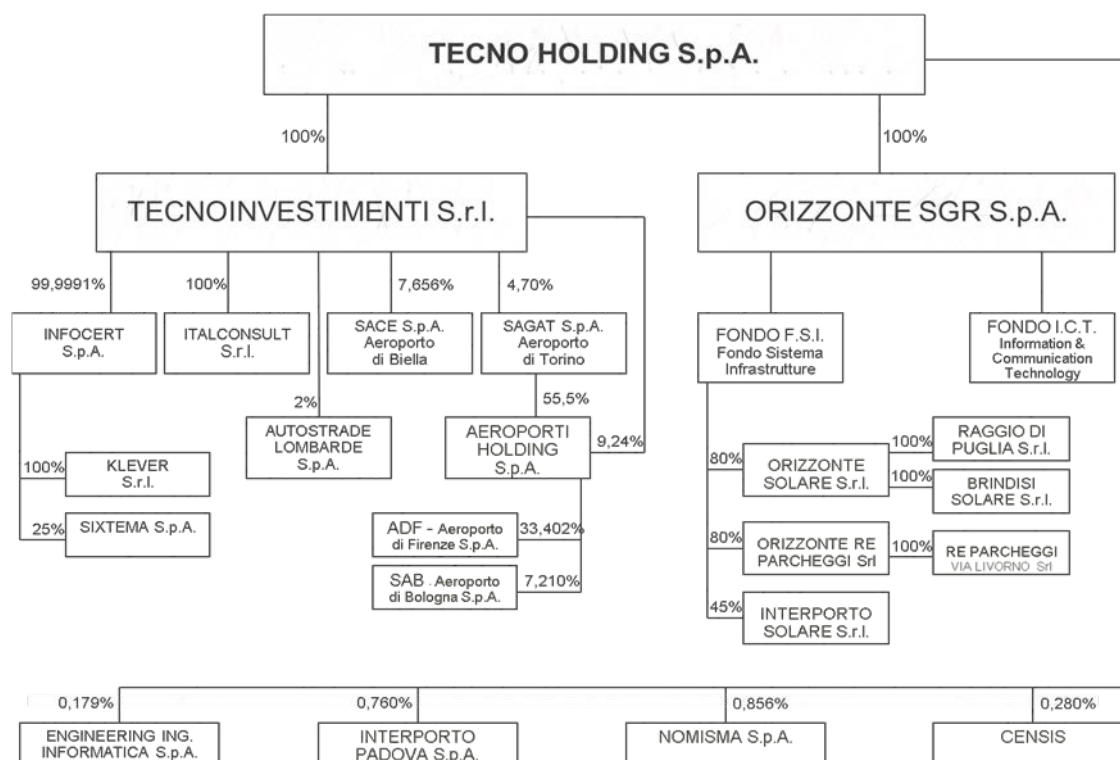 TECNO HOLDING S.p.A.
100%
100%
TECNOINVESTIMENTI S.r.l.
ORIZZONTE SGR S.p.A.
99,9991%
100%
7,656%
4,70%
INFOCERT
S.p.A.
ITALCONSULT
S.r.l.
SACE S.p.A.
Aeroporto
di Biella
SAGAT S.p.A.
Aeroporto
di Torino
FONDO F.S.I.
Fondo Sistema
Infrastrutture
FONDO I.C.T.
Information &
Communication
Technology
2%
55,5%
AUTOSTRADE
LOMBARDE
S.p.A.
AEROPORTI
HOLDING
S.p.A.
9,24%
100%
KLEVER
S.r.l.
25%
SIXTEMA S.p.A.
ADF - Aeroporto
di Firenze S.p.A.
33,402%
SAB - Aeroporto
di Bologna S.p.A.
7,210%
80%
ORIZZONTE
SOLARE S.r.l.
100%
RAGGIO DI
PUGLIA S.r.l.
100%
BRINDISI
SOLARE S.r.l.
80%
ORIZZONTE RE
PARCHEGGI Srl
100%
RE PARCHEGGI
VIA LIVORNO Srl
45%
INTERPORTO
SOLARE S.r.l.
0,179%
0,760%
0,856%
0,280%
ENGINEERING ING.
INFORMATICA S.p.A.
INTERPORTO
PADOVA S.p.A.
NOMISMA S.p.A.
CENSIS